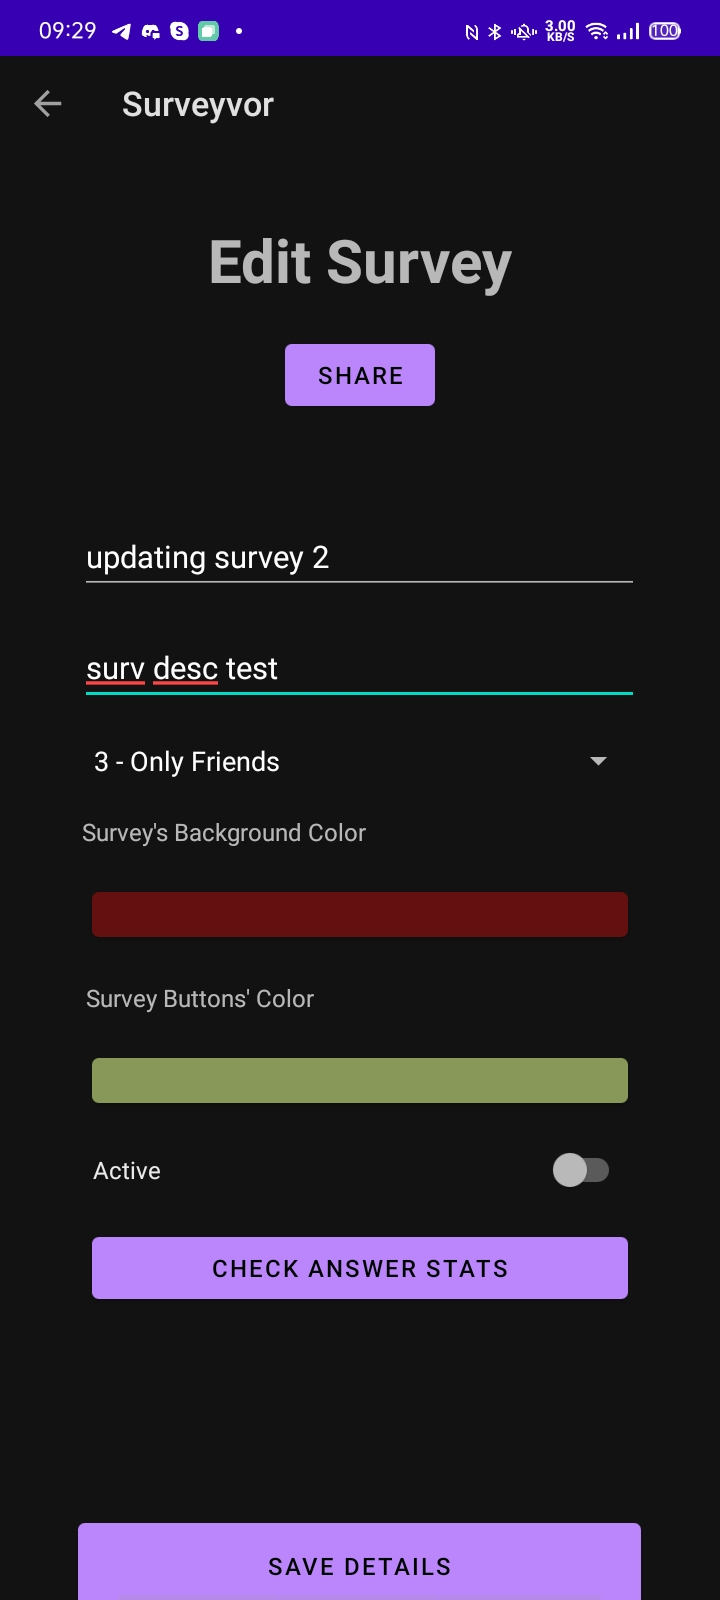 09:29 3.00 KB/S 100
Surveyvor
Edit Survey
SHARE
updating survey 2
surv desc test
3 - Only Friends
Survey's Background Color
Survey Buttons' Color
Active
CHECK ANSWER STATS
SAVE DETAILS